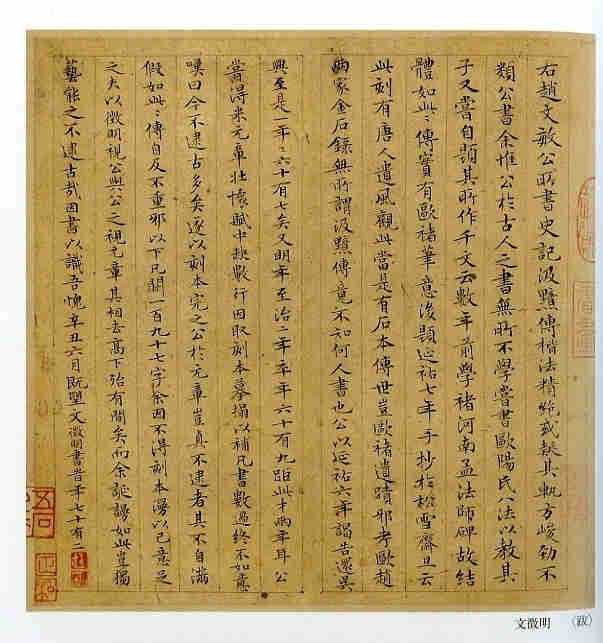 右趙文敏公所書史記汲黯傳楷法精絕或疑其軌方峻勁不
類公書余惟公於古人之書無所不學嘗書歐陽氏八法以教其
子又嘗自題其所作千文云數年前學褚河南孟法師碑故結
體如此〻傳實有歐褚筆意後題延祐七年手抄於松雪齋且云
此刻有唐人遺風觀此當是有石本傳世豈歐褚遺蹟邪考歐趙
兩家金石錄無所謂汲黯傳竟不知何人書也公以延祐六年謁告還吳
興至是一年〻六十有七矣又明年至治二年卒年六十有九距此才兩年耳公
嘗得米元章壯懷賦中缺數行因取刻本摹搨以補凡書數過終不如意
嘆曰今不逮古多矣遂以刻本完之公於元章豈真不逮者其不自滿
假如此〻傳自反不重邪以下凡闕一百九十七字余因不得刻本漫以己意足
之夫以徵明視公與公之視元章其相去高下殆有間矣而余誕謾如此豈獨
藝能之不逮古哉因書以識吾愧辛丑六月既望文徵明書旹年七十有二
文徵明 〈跋〉